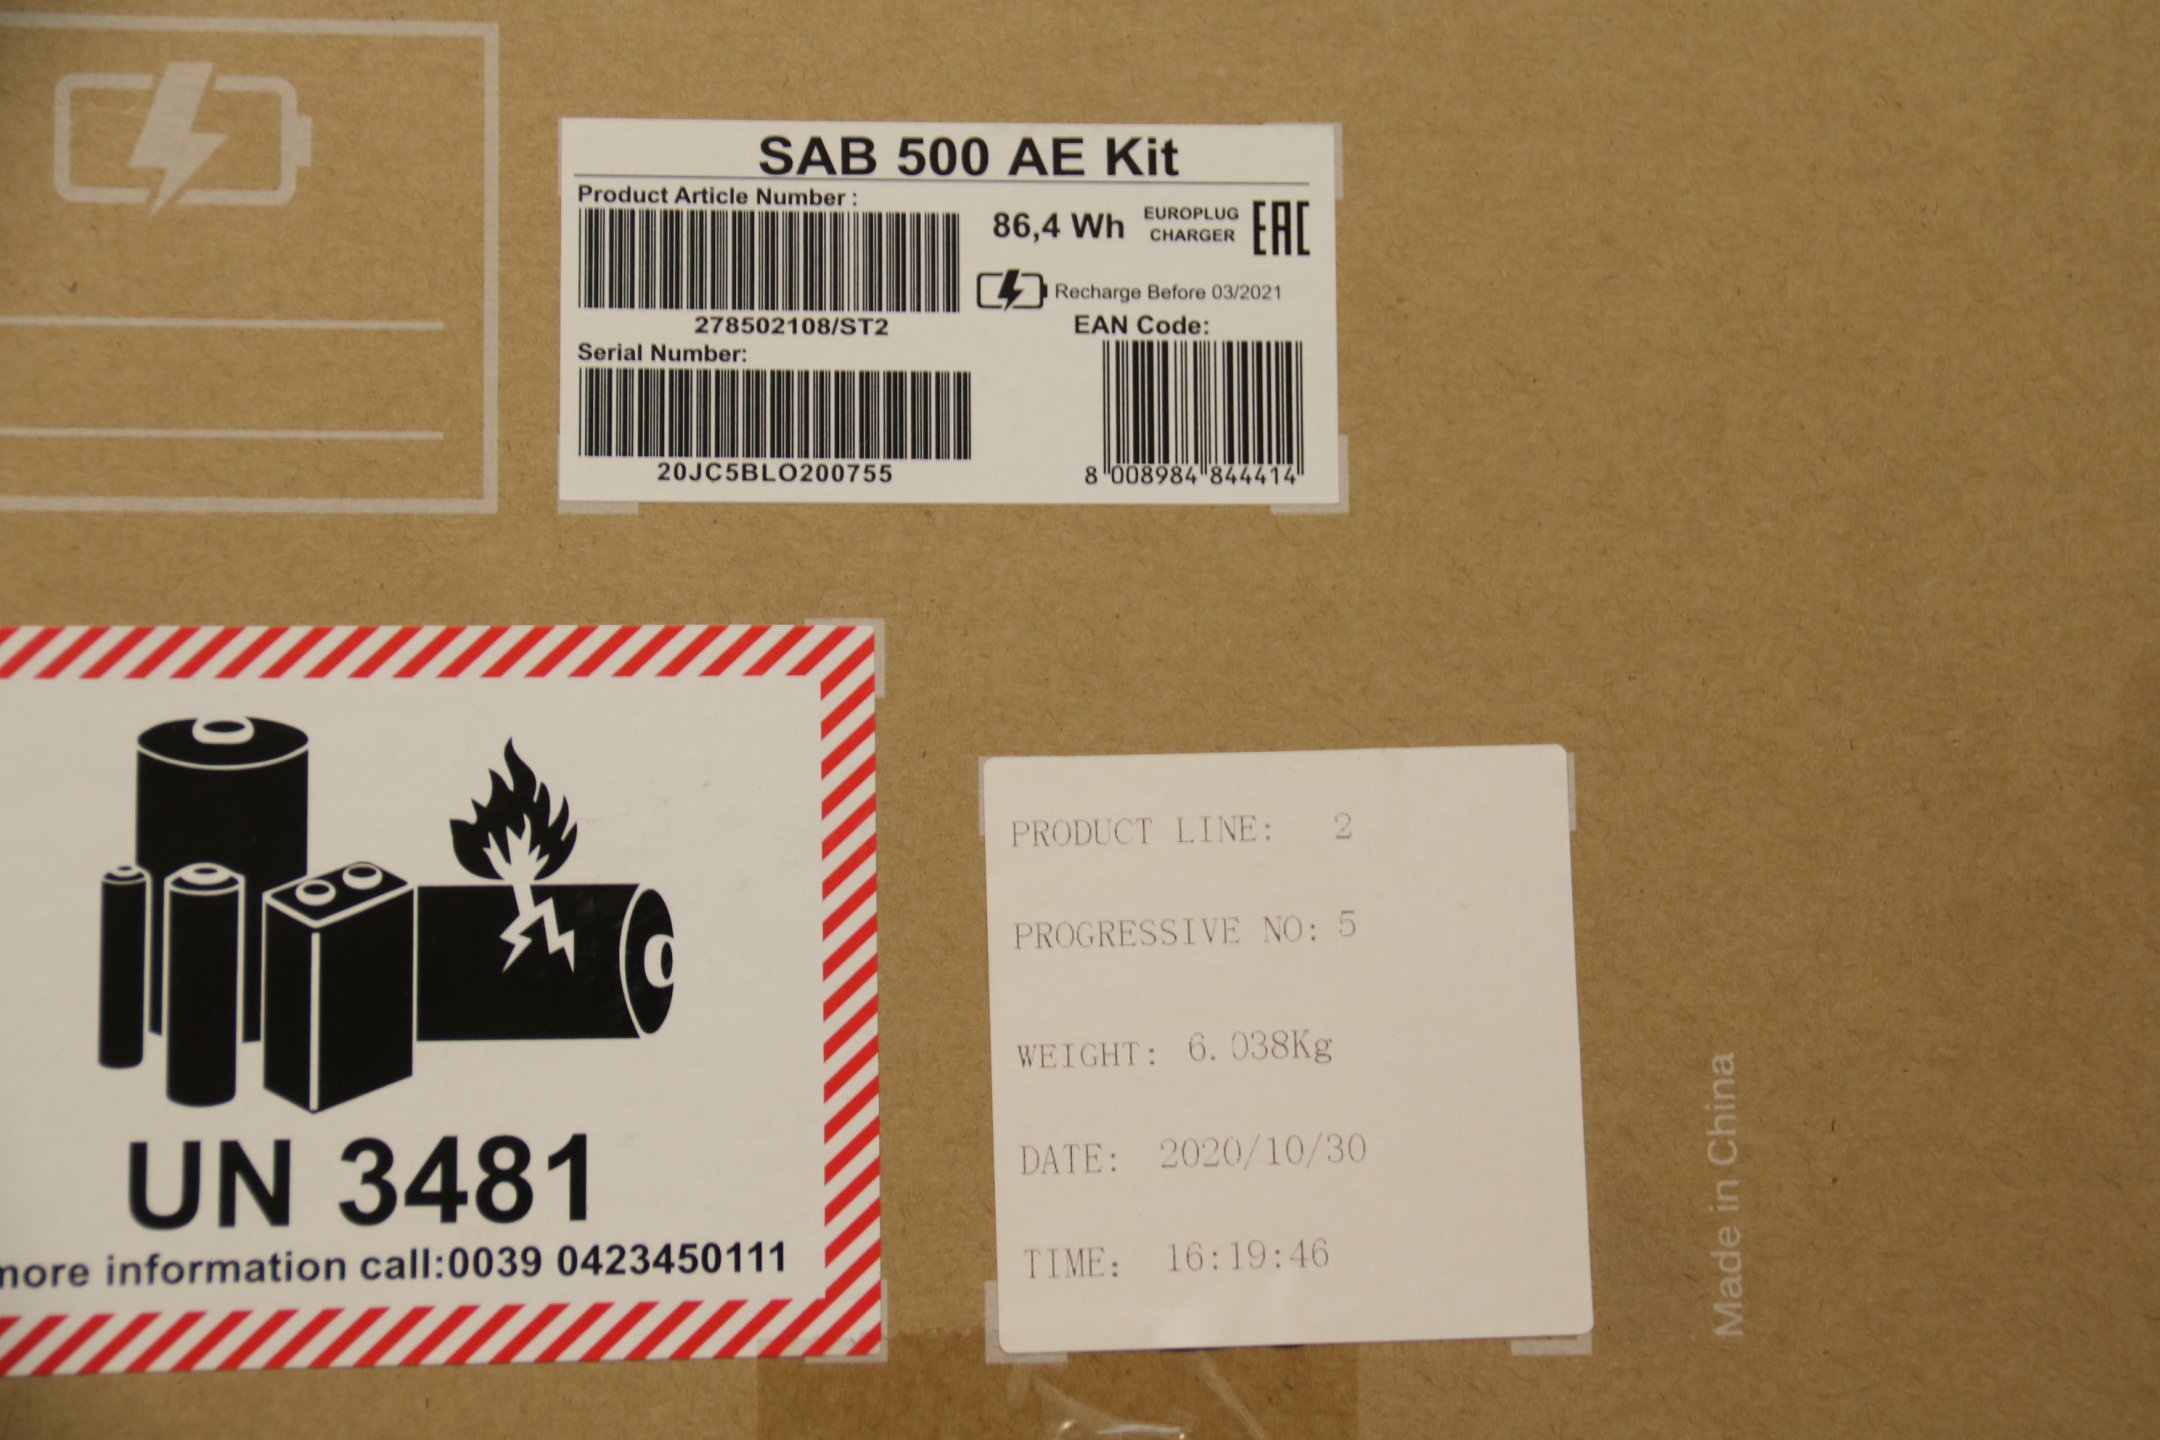 SAB 500 AE Kit
Product Article Number :
278502108/ST2
86,4 Wh
EUROPLUG
CHARGER
EAC
Recharge Before 03/2021
Serial Number:
20JC5BLO200755
EAN Code:
8 008984 844414
UN 3481
more information call:0039 0423450111
PRODUCT LINE: 2
PROGRESSIVE NO: 5
WEIGHT: 6.038Kg
DATE: 2020/10/30
TIME: 16:19:46
Made in China